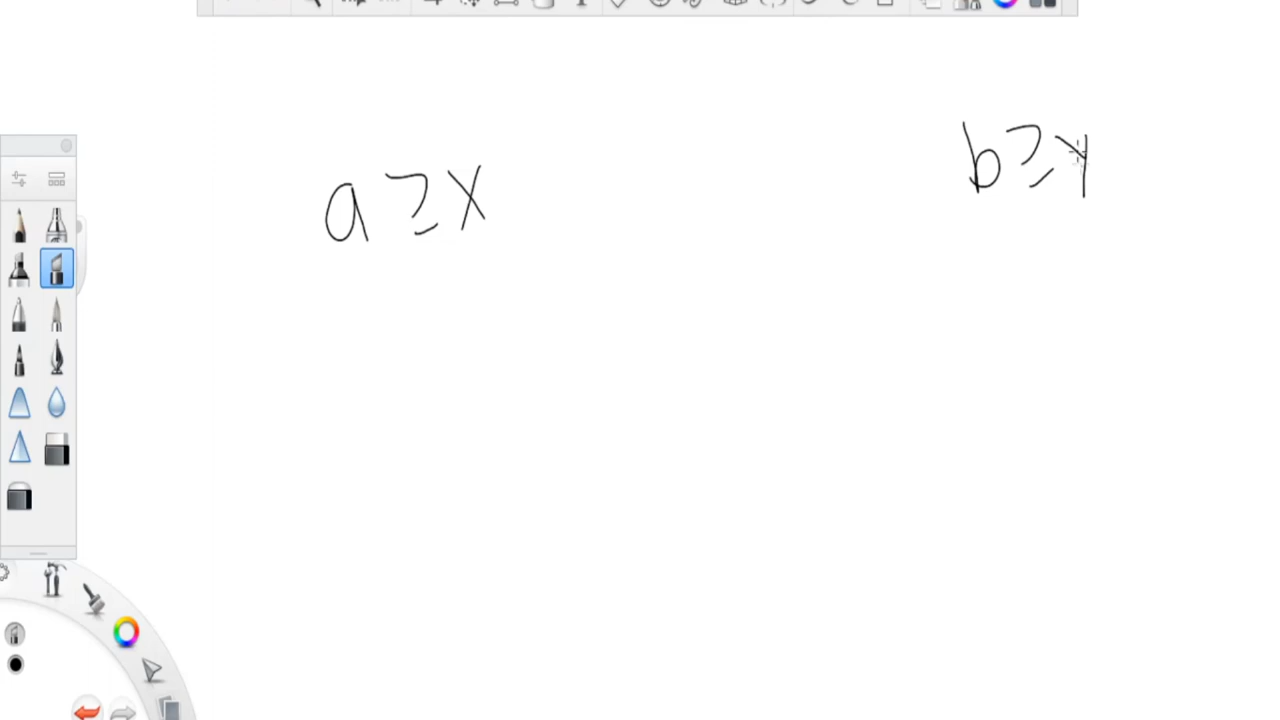 a ≥ x
b ≥ y